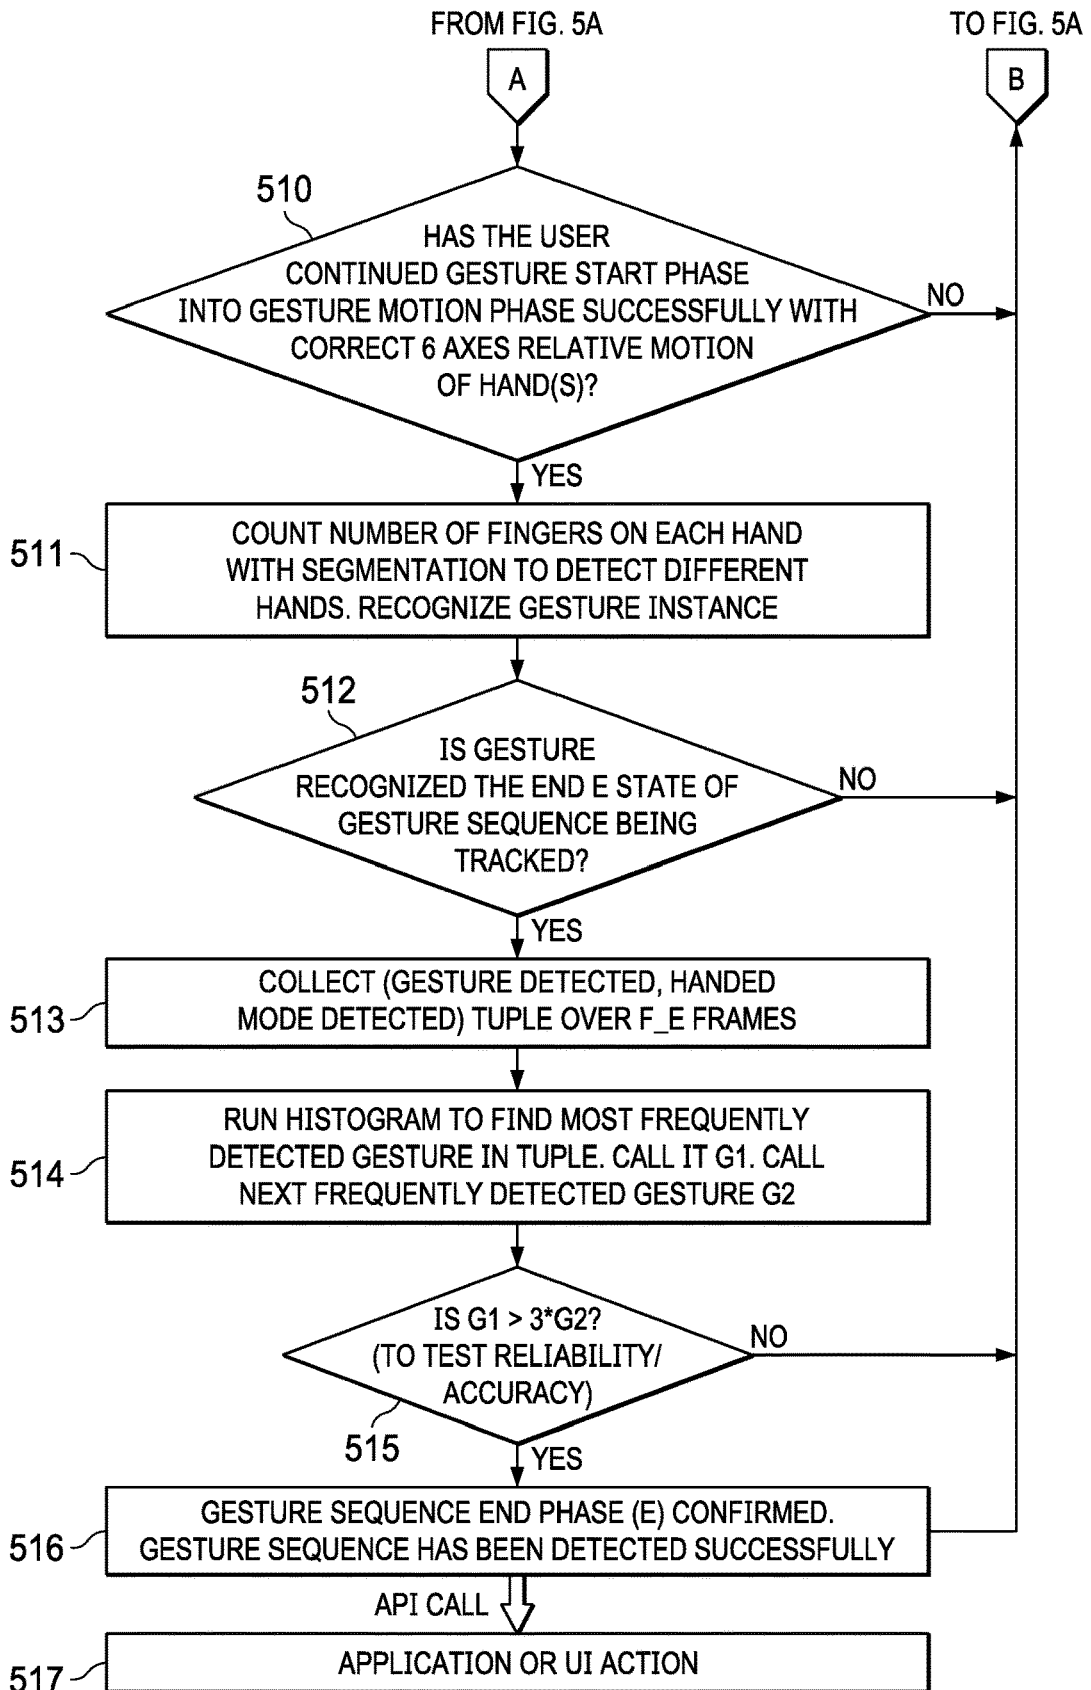 FROM FIG. 5A
TO FIG. 5A
A
B
510
HAS THE USER
CONTINUED GESTURE START PHASE
INTO GESTURE MOTION PHASE SUCCESSFULLY WITH
CORRECT 6 AXES RELATIVE MOTION
OF HAND(S)?
NO
YES
511
COUNT NUMBER OF FINGERS ON EACH HAND
WITH SEGMENTATION TO DETECT DIFFERENT
HANDS. RECOGNIZE GESTURE INSTANCE
512
IS GESTURE
RECOGNIZED THE END E STATE OF
GESTURE SEQUENCE BEING
TRACKED?
NO
YES
513
COLLECT (GESTURE DETECTED, HANDED
MODE DETECTED) TUPLE OVER F_E FRAMES
514
RUN HISTOGRAM TO FIND MOST FREQUENTLY
DETECTED GESTURE IN TUPLE. CALL IT G1. CALL
NEXT FREQUENTLY DETECTED GESTURE G2
IS G1 > 3*G2?
(TO TEST RELIABILITY/
ACCURACY)
NO
515
YES
516
GESTURE SEQUENCE END PHASE (E) CONFIRMED.
GESTURE SEQUENCE HAS BEEN DETECTED SUCCESSFULLY
API CALL
517
APPLICATION OR UI ACTION